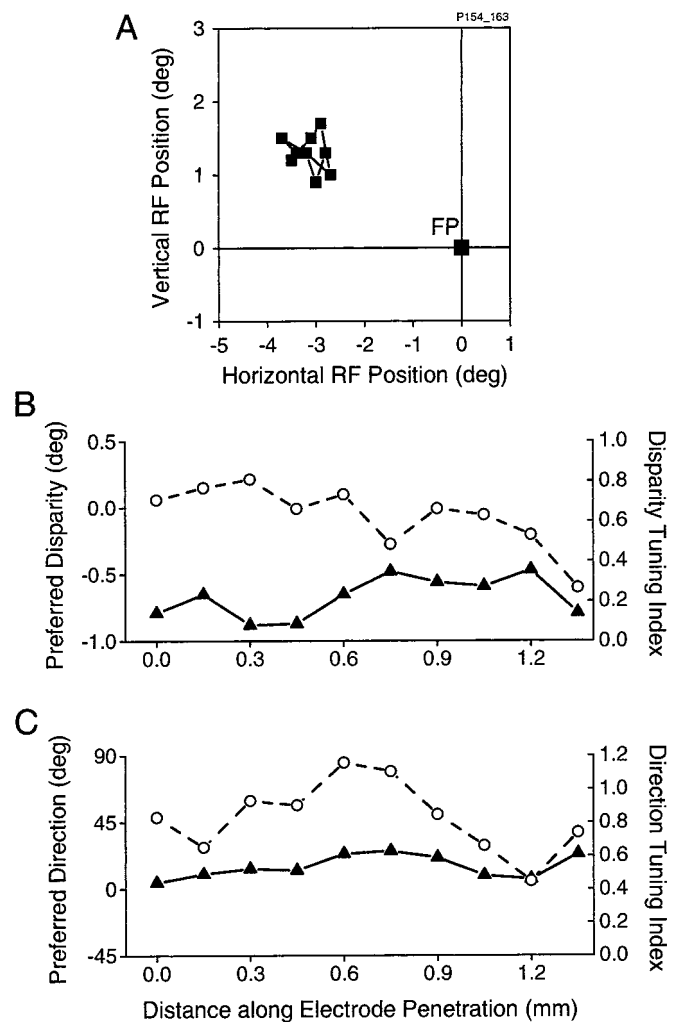 A
P154_163
Vertical RF Position (deg)
3
2
1
0
-1
FP
-5 -4 -3 -2 -1 0 1
Horizontal RF Position (deg)
B
Preferred Disparity (deg)
0.5
0.0
-0.5
-1.0
Disparity Tuning Index
1.0
0.8
0.6
0.4
0.2
0.0
0.0 0.3 0.6 0.9 1.2
C
Preferred Direction (deg)
90
45
0
-45
Direction Tuning Index
1.2
1.0
0.8
0.6
0.4
0.2
0.0
0.0 0.3 0.6 0.9 1.2
Distance along Electrode Penetration (mm)